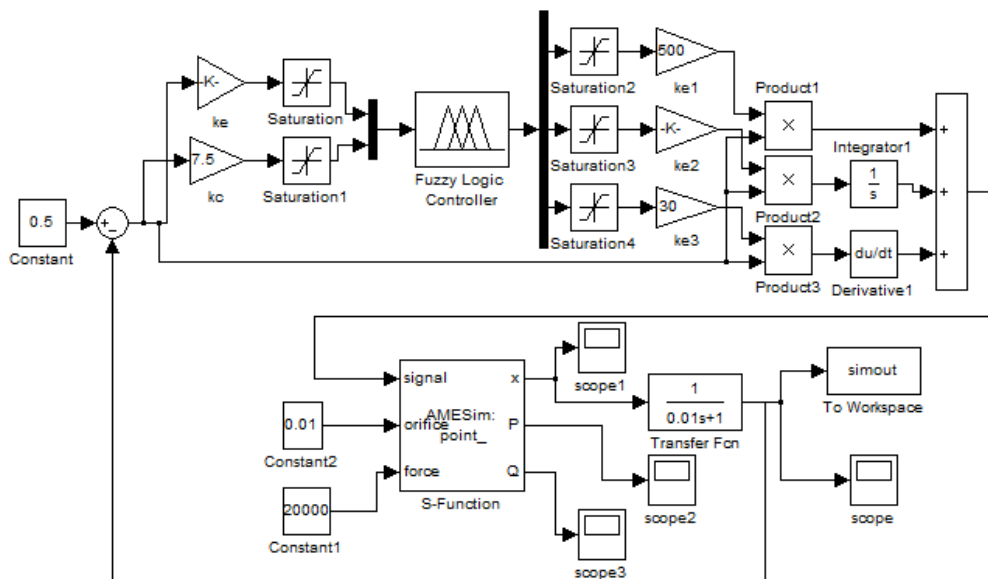 500
Saturation2
ke1
Product1
-K-
ke
Saturation
Fuzzy Logic
Controller
-K-
Saturation3
ke2
×
+
Integrator1
7.5
kc
Saturation1
×
1
s
+
Product2
0.5
Constant
30
Saturation4
ke3
×
du/dt
+
Product3
Derivative1
signal
x
scope1
1
0.01s+1
Transfer Fcn
simout
To Workspace
0.01
Constant2
orifice
AMESim:
point_
P
force
Q
S-Function
scope2
scope
20000
Constant1
scope3